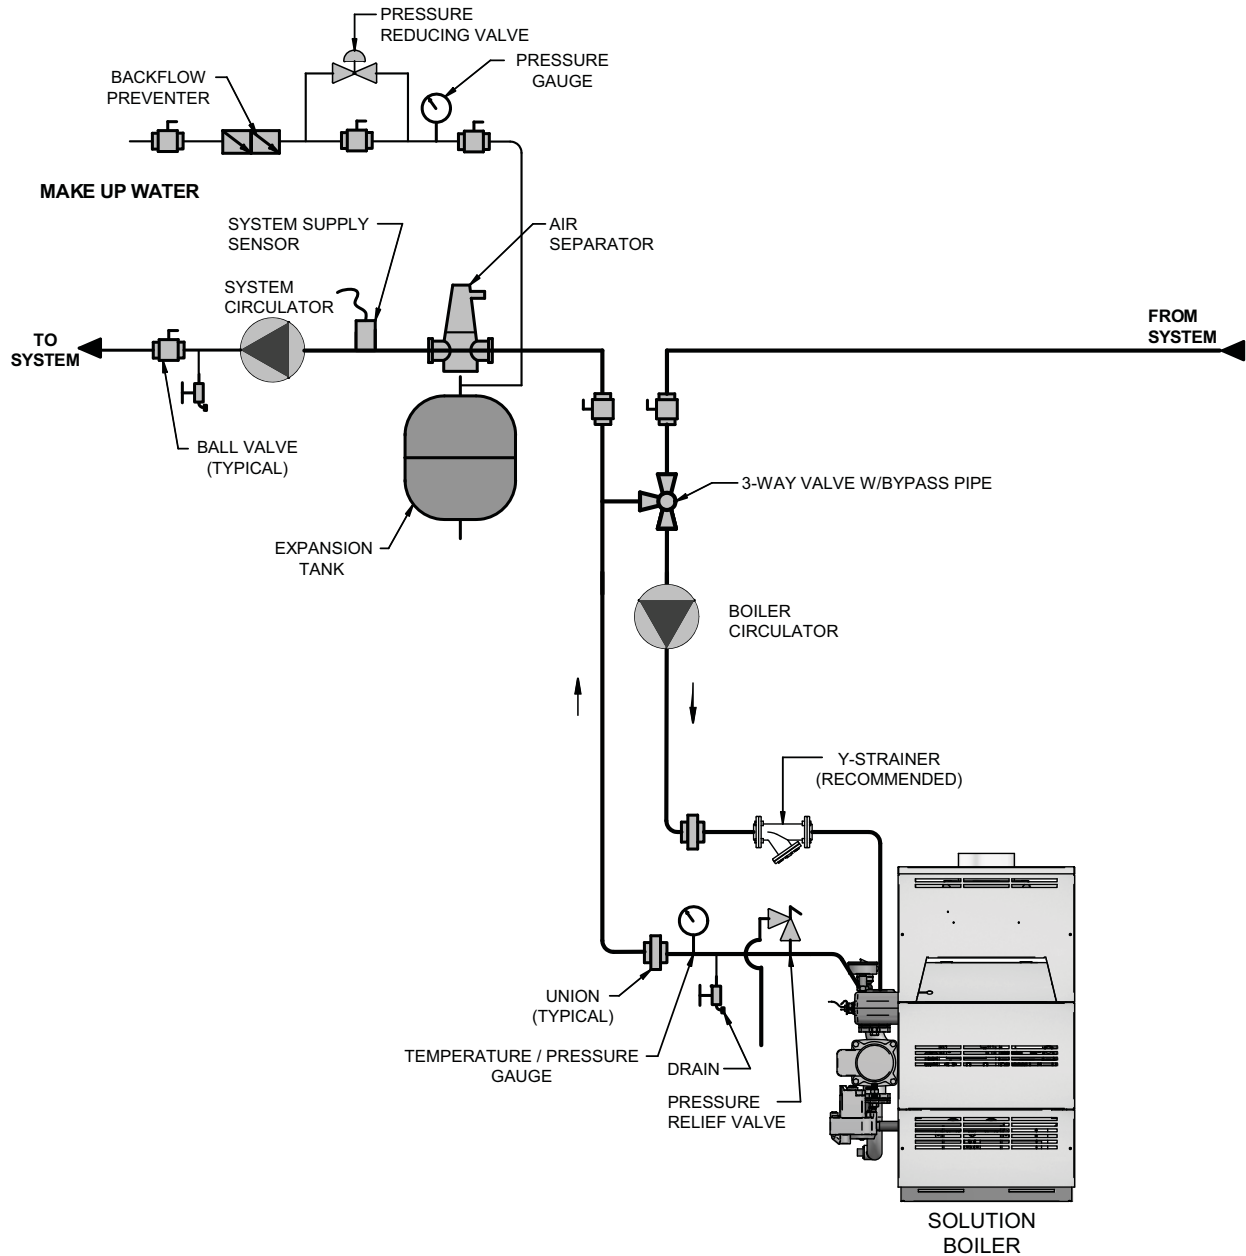 PRESSURE
REDUCING VALVE
PRESSURE
GAUGE
BACKFLOW
PREVENTER
MAKE UP WATER
SYSTEM SUPPLY
SENSOR
AIR
SEPARATOR
SYSTEM
CIRCULATOR
TO
SYSTEM
FROM
SYSTEM
BALL VALVE
(TYPICAL)
3-WAY VALVE W/BYPASS PIPE
EXPANSION
TANK
BOILER
CIRCULATOR
Y-STRAINER
(RECOMMENDED)
UNION
(TYPICAL)
TEMPERATURE / PRESSURE
GAUGE
DRAIN
PRESSURE
RELIEF VALVE
SOLUTION
BOILER